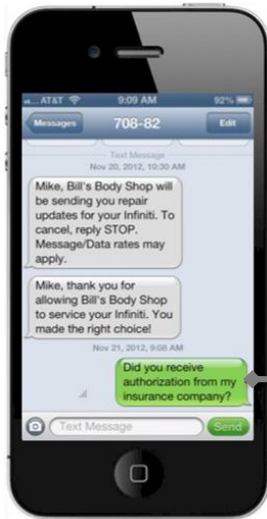 AT&T 9:09 AM 92%
Messages 708-82 Edit
Text Message
Nov 20, 2012, 10:30 AM
Mike, Bill's Body Shop will
be sending you repair
updates for your Infiniti. To
cancel, reply STOP.
Message/Data rates may
apply.
Mike, thank you for
allowing Bill's Body Shop
to service your Infiniti. You
made the right choice!
Nov 21, 2012, 9:08 AM
Did you receive
authorization from my
insurance company?
Text Message Send